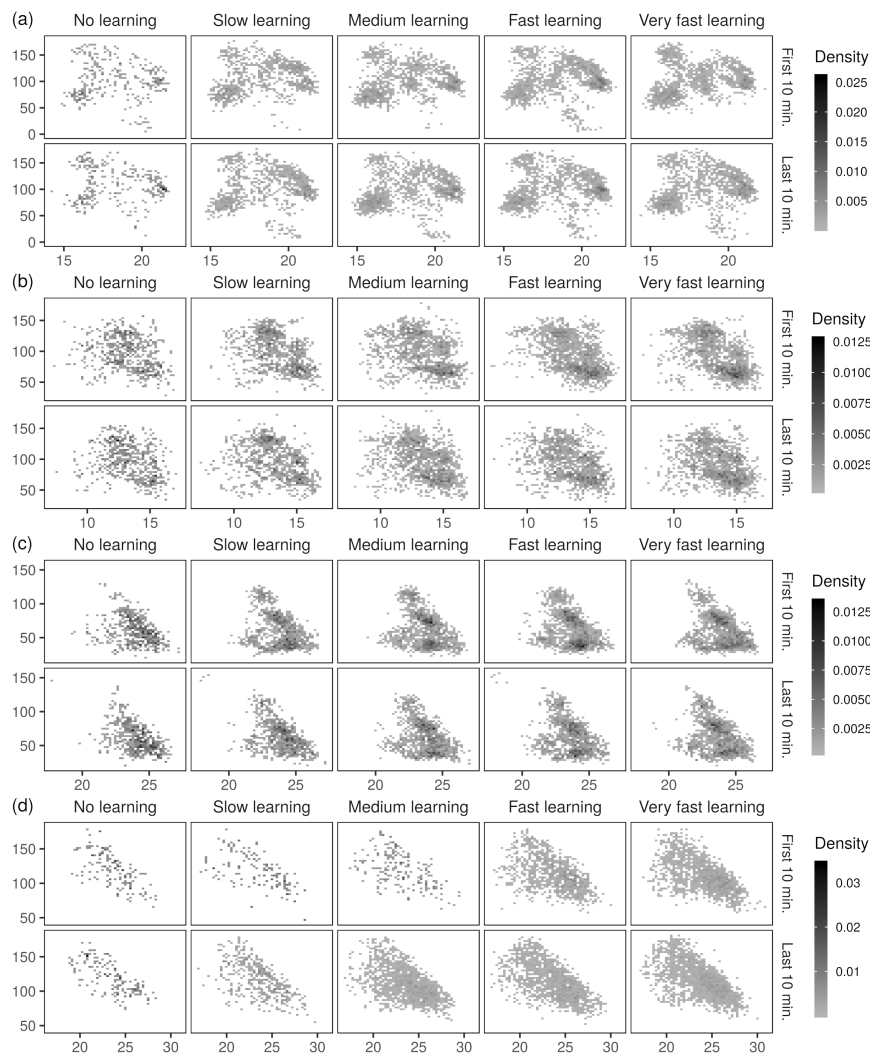 (a)
No learning Slow learning Medium learning Fast learning Very fast learning
150
100
50
0
First 10 min.
150
100
50
0
Last 10 min.
15 20 15 20 15 20 15 20 15 20
Density
0.025
0.020
0.015
0.010
0.005
(b)
No learning Slow learning Medium learning Fast learning Very fast learning
150
100
50
First 10 min.
150
100
50
Last 10 min.
10 15 10 15 10 15 10 15 10 15
Density
0.0125
0.0100
0.0075
0.0050
0.0025
(c)
No learning Slow learning Medium learning Fast learning Very fast learning
150
100
50
First 10 min.
150
100
50
Last 10 min.
20 25 20 25 20 25 20 25 20 25
Density
0.0125
0.0100
0.0075
0.0050
0.0025
(d)
No learning Slow learning Medium learning Fast learning Very fast learning
150
100
50
First 10 min.
150
100
50
Last 10 min.
20 25 30 20 25 30 20 25 30 20 25 30 20 25 30
Density
0.03
0.02
0.01